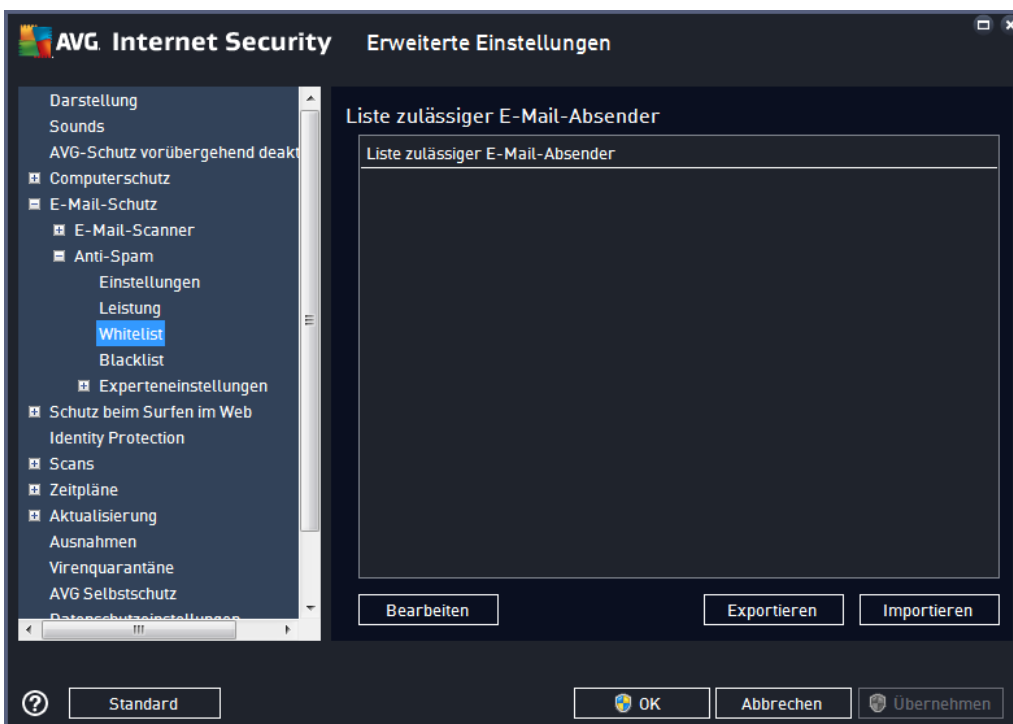 AVG. Internet Security Erweiterte Einstellungen
Darstellung
Sounds
AVG-Schutz vorübergehend deakt
Computerschutz
E-Mail-Schutz
E-Mail-Scanner
Anti-Spam
Einstellungen
Leistung
Whitelist
Blacklist
Experteneinstellungen
Schutz beim Surfen im Web
Identity Protection
Scans
Zeitpläne
Aktualisierung
Ausnahmen
Virenquarantäne
AVG Selbstschutz
Datenschutzeinstellungen
Liste zulässiger E-Mail-Absender
Liste zulässiger E-Mail-Absender
Bearbeiten Exportieren Importieren
? Standard OK Abbrechen Übernehmen